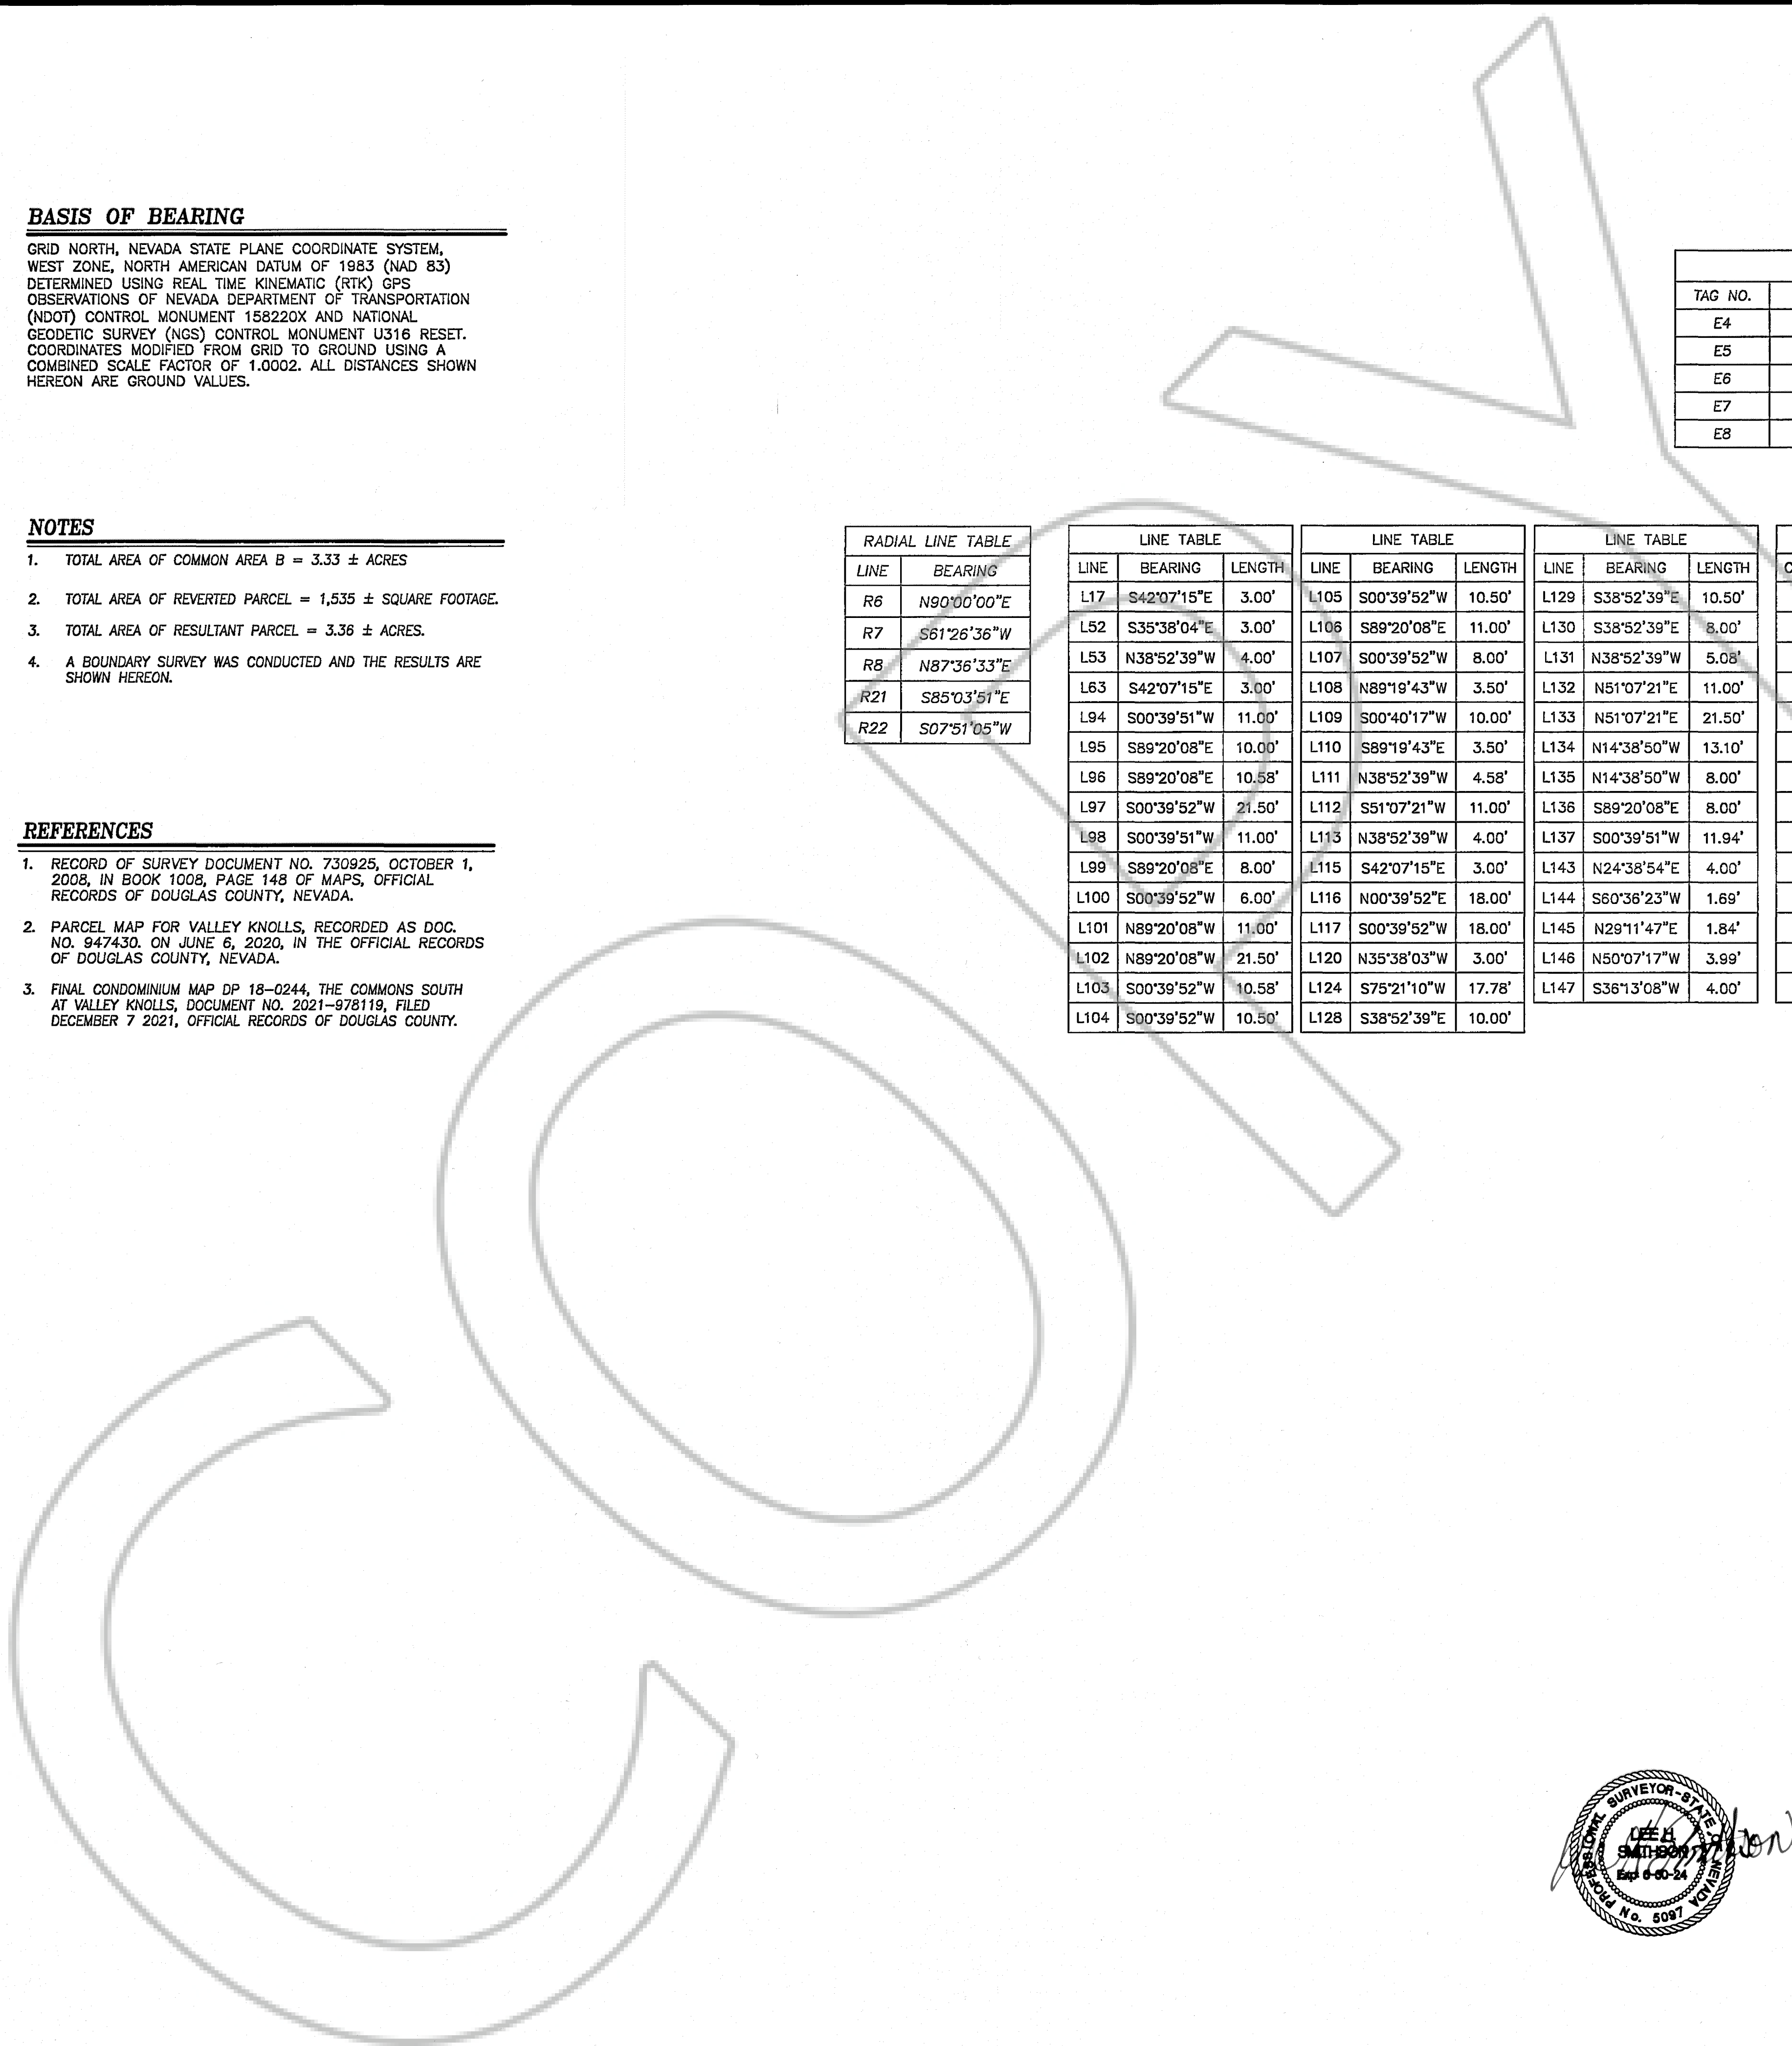 BASIS OF BEARING
GRID NORTH, NEVADA STATE PLANE COORDINATE SYSTEM,
WEST ZONE, NORTH AMERICAN DATUM OF 1983 (NAD 83)
DETERMINED USING REAL TIME KINEMATIC (RTK) GPS
OBSERVATIONS OF NEVADA DEPARTMENT OF TRANSPORTATION
(NDOT) CONTROL MONUMENT 158220X AND NATIONAL
GEODETIC SURVEY (NGS) CONTROL MONUMENT U316 RESET.
COORDINATES MODIFIED FROM GRID TO GROUND USING A
COMBINED SCALE FACTOR OF 1.0002. ALL DISTANCES SHOWN
HEREON ARE GROUND VALUES.
TAG NO.
E4
E5
E6
E7
E8
NOTES
1. TOTAL AREA OF COMMON AREA B = 3.33 ± ACRES
2. TOTAL AREA OF REVERTED PARCEL = 1,535 ± SQUARE FOOTAGE.
3. TOTAL AREA OF RESULTANT PARCEL = 3.36 ± ACRES.
4. A BOUNDARY SURVEY WAS CONDUCTED AND THE RESULTS ARE
SHOWN HEREON.
REFERENCES
1. RECORD OF SURVEY DOCUMENT NO. 730925, OCTOBER 1,
2008, IN BOOK 1008, PAGE 148 OF MAPS, OFFICIAL
RECORDS OF DOUGLAS COUNTY, NEVADA.
2. PARCEL MAP FOR VALLEY KNOLLS, RECORDED AS DOC.
NO. 947430. ON JUNE 6, 2020, IN THE OFFICIAL RECORDS
OF DOUGLAS COUNTY, NEVADA.
3. FINAL CONDOMINIUM MAP DP 18-0244, THE COMMONS SOUTH
AT VALLEY KNOLLS, DOCUMENT NO. 2021-978119, FILED
DECEMBER 7 2021, OFFICIAL RECORDS OF DOUGLAS COUNTY.
RADIAL LINE TABLE
LINE BEARING
R6 N90°00'00"E
R7 S61°26'36"W
R8 N87°36'33"E
R21 S85°03'51"E
R22 S07°51'05"W
LINE TABLE
LINE BEARING LENGTH
L17 S42°07'15"E 3.00'
L52 S35°38'04"E 3.00'
L53 N38°52'39"W 4.00'
L63 S42°07'15"E 3.00'
L94 S00°39'51"W 11.00'
L95 S89°20'08"E 10.00'
L96 S89°20'08"E 10.58'
L97 S00°39'52"W 21.50'
L98 S00°39'51"W 11.00'
L99 S89°20'08"E 8.00'
L100 S00°39'52"W 6.00'
L101 N89°20'08"W 11.00'
L102 N89°20'08"W 21.50'
L103 S00°39'52"W 10.58'
L104 S00°39'52"W 10.50'
LINE TABLE
LINE BEARING LENGTH
L105 S00°39'52"W 10.50'
L106 S89°20'08"E 11.00'
L107 S00°39'52"W 8.00'
L108 N89°19'43"W 3.50'
L109 S00°40'17"W 10.00'
L110 S89°19'43"E 3.50'
L111 N38°52'39"W 4.58'
L112 S51°07'21"W 11.00'
L113 N38°52'39"W 4.00'
L115 S42°07'15"E 3.00'
L116 N00°39'52"E 18.00'
L117 S00°39'52"W 18.00'
L120 N35°38'03"W 3.00'
L124 S75°21'10"W 17.78'
L128 S38°52'39"E 10.00'
LINE TABLE
LINE BEARING LENGTH
L129 S38°52'39"E 10.50'
L130 S38°52'39"E 8.00'
L131 N38°52'39"W 5.08'
L132 N51°07'21"E 11.00'
L133 N51°07'21"E 21.50'
L134 N14°38'50"W 13.10'
L135 N14°38'50"W 8.00'
L136 S89°20'08"E 8.00'
L137 S00°39'51"W 11.94'
L143 N24°38'54"E 4.00'
L144 S60°36'23"W 1.69'
L145 N29°11'47"E 1.84'
L146 N50°07'17"W 3.99'
L147 S36°13'08"W 4.00'
COPY
PROFESSIONAL SURVEYOR-STATE OF NEVADA
LEE H.
SMITHSON
Exp: 6-30-24
No. 5097